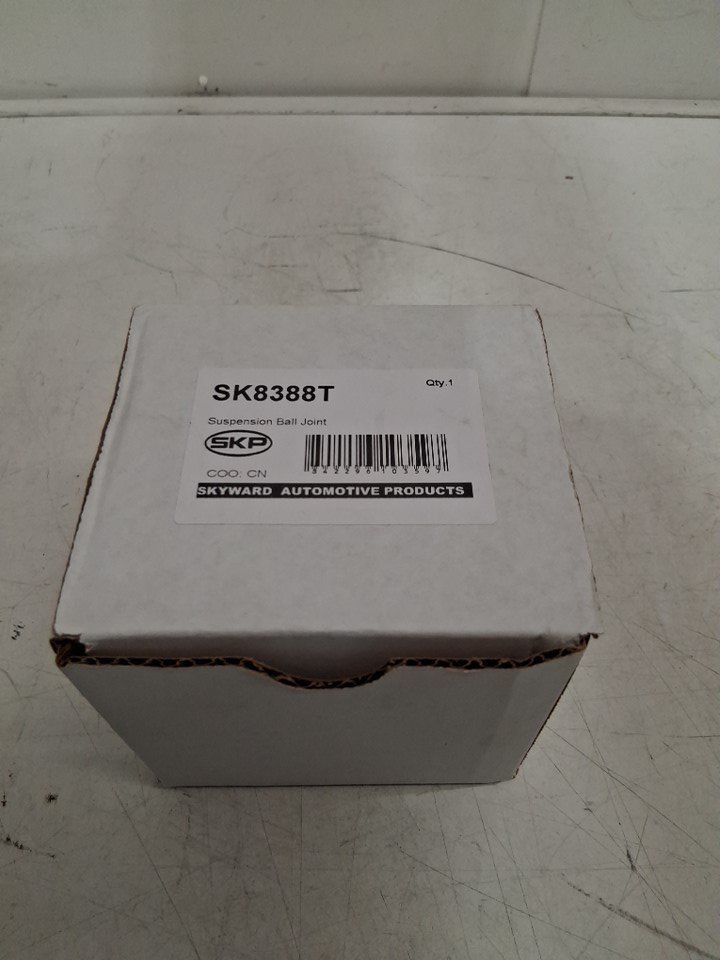 SK8388T
Qty.1
Suspension Ball Joint
SKP
COO: CN
SKYWARD AUTOMOTIVE PRODUCTS